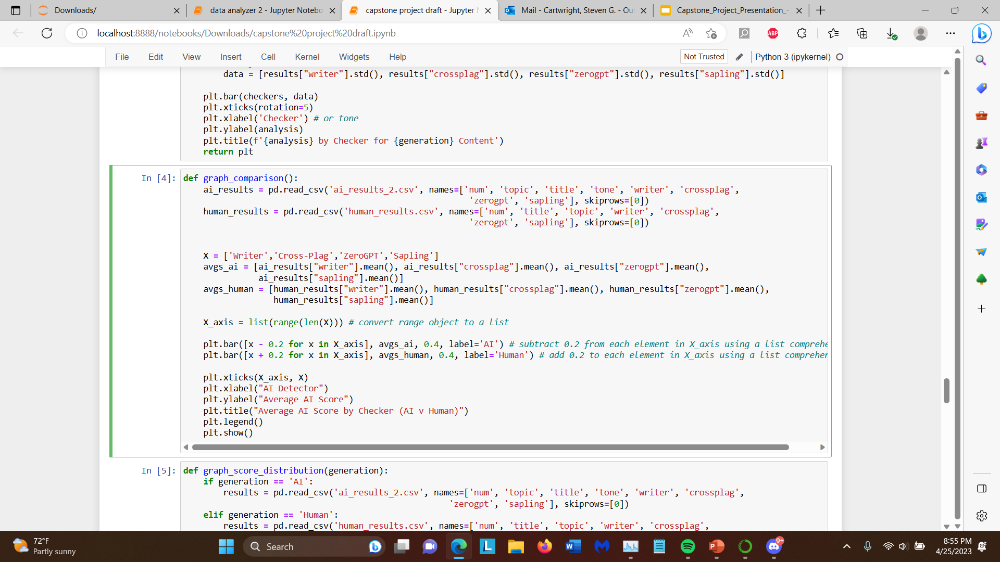 Downloads/
data analyzer 2 - Jupyter Notebo
capstone project draft - Jupyter
Mail - Cartwright, Steven G. - Ou
Capstone_Project_Presentation_-
localhost:8888/notebooks/Downloads/capstone%20project%20draft.ipynb
ABP
File Edit View Insert Cell Kernel Widgets Help
Not Trusted
Python 3 (ipykernel)
data = [results["writer"].std(), results["crossplag"].std(), results["zerogpt"].std(), results["sapling"].std()]
plt.bar(checkers, data)
plt.xticks(rotation=5)
plt.xlabel('Checker') # or tone
plt.ylabel(analysis)
plt.title(f'{analysis} by Checker for {generation} Content')
return plt
In [4]:
def graph_comparison():
ai_results = pd.read_csv('ai_results_2.csv', names=['num', 'topic', 'title', 'tone', 'writer', 'crossplag',
'zerogpt', 'sapling'], skiprows=[0])
human_results = pd.read_csv('human_results.csv', names=['num', 'title', 'topic', 'writer', 'crossplag',
'zerogpt', 'sapling'], skiprows=[0])
X = ['Writer','Cross-Plag','ZeroGPT','Sapling']
avgs_ai = [ai_results["writer"].mean(), ai_results["crossplag"].mean(), ai_results["zerogpt"].mean(),
ai_results["sapling"].mean()]
avgs_human = [human_results["writer"].mean(), human_results["crossplag"].mean(), human_results["zerogpt"].mean(),
human_results["sapling"].mean()]
X_axis = list(range(len(X))) # convert range object to a list
plt.bar([x - 0.2 for x in X_axis], avgs_ai, 0.4, label='AI') # subtract 0.2 from each element in X_axis using a list comprehe
plt.bar([x + 0.2 for x in X_axis], avgs_human, 0.4, label='Human') # add 0.2 to each element in X_axis using a list comprehen
plt.xticks(X_axis, X)
plt.xlabel("AI Detector")
plt.ylabel("Average AI Score")
plt.title("Average AI Score by Checker (AI v Human)")
plt.legend()
plt.show()
In [5]:
def graph_score_distribution(generation):
if generation == 'AI':
results = pd.read_csv('ai_results_2.csv', names=['num', 'topic', 'title', 'tone', 'writer', 'crossplag',
'zerogpt', 'sapling'], skiprows=[0])
elif generation == 'Human':
results = pd.read_csv('human_results.csv', names=['num', 'title', 'topic', 'writer', 'crossplag',
72°F
Partly sunny
Search
L
W
P
9+
8:55 PM
4/25/2023